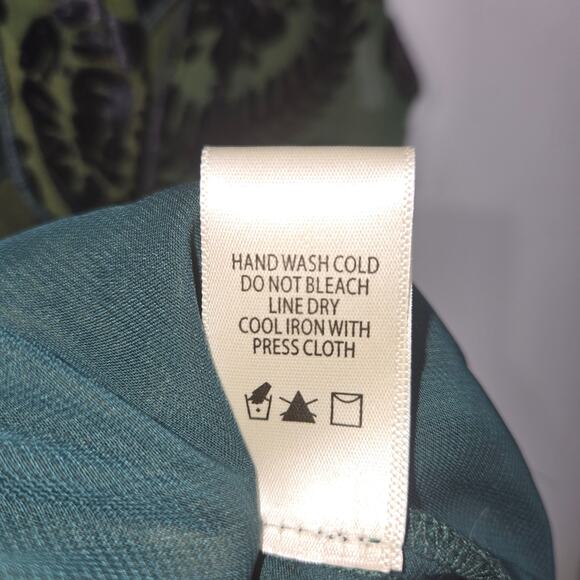 HAND WASH COLD
DO NOT BLEACH
LINE DRY
COOL IRON WITH
PRESS CLOTH